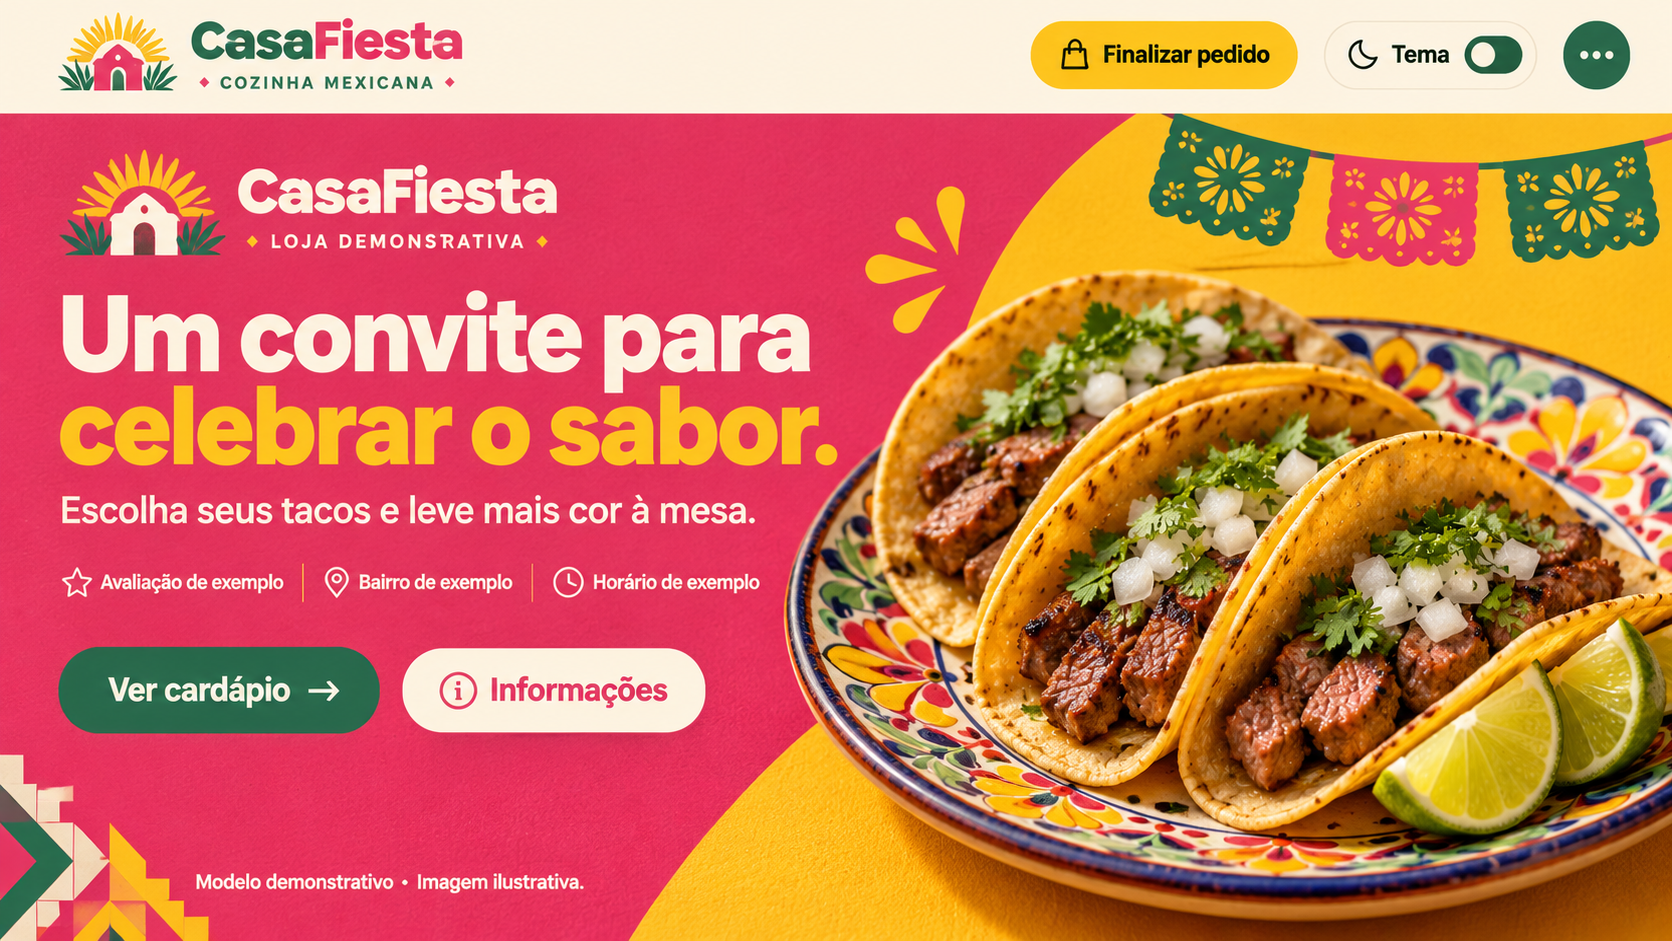 CasaFiesta
COZINHA MEXICANA
Finalizar pedido
Tema
CasaFiesta
LOJA DEMONSTRATIVA
Um convite para
celebrar o sabor.
Escolha seus tacos e leve mais cor à mesa.
Avaliação de exemplo
Bairro de exemplo
Horário de exemplo
Ver cardápio →
Informações
Modelo demonstrativo • Imagem ilustrativa.